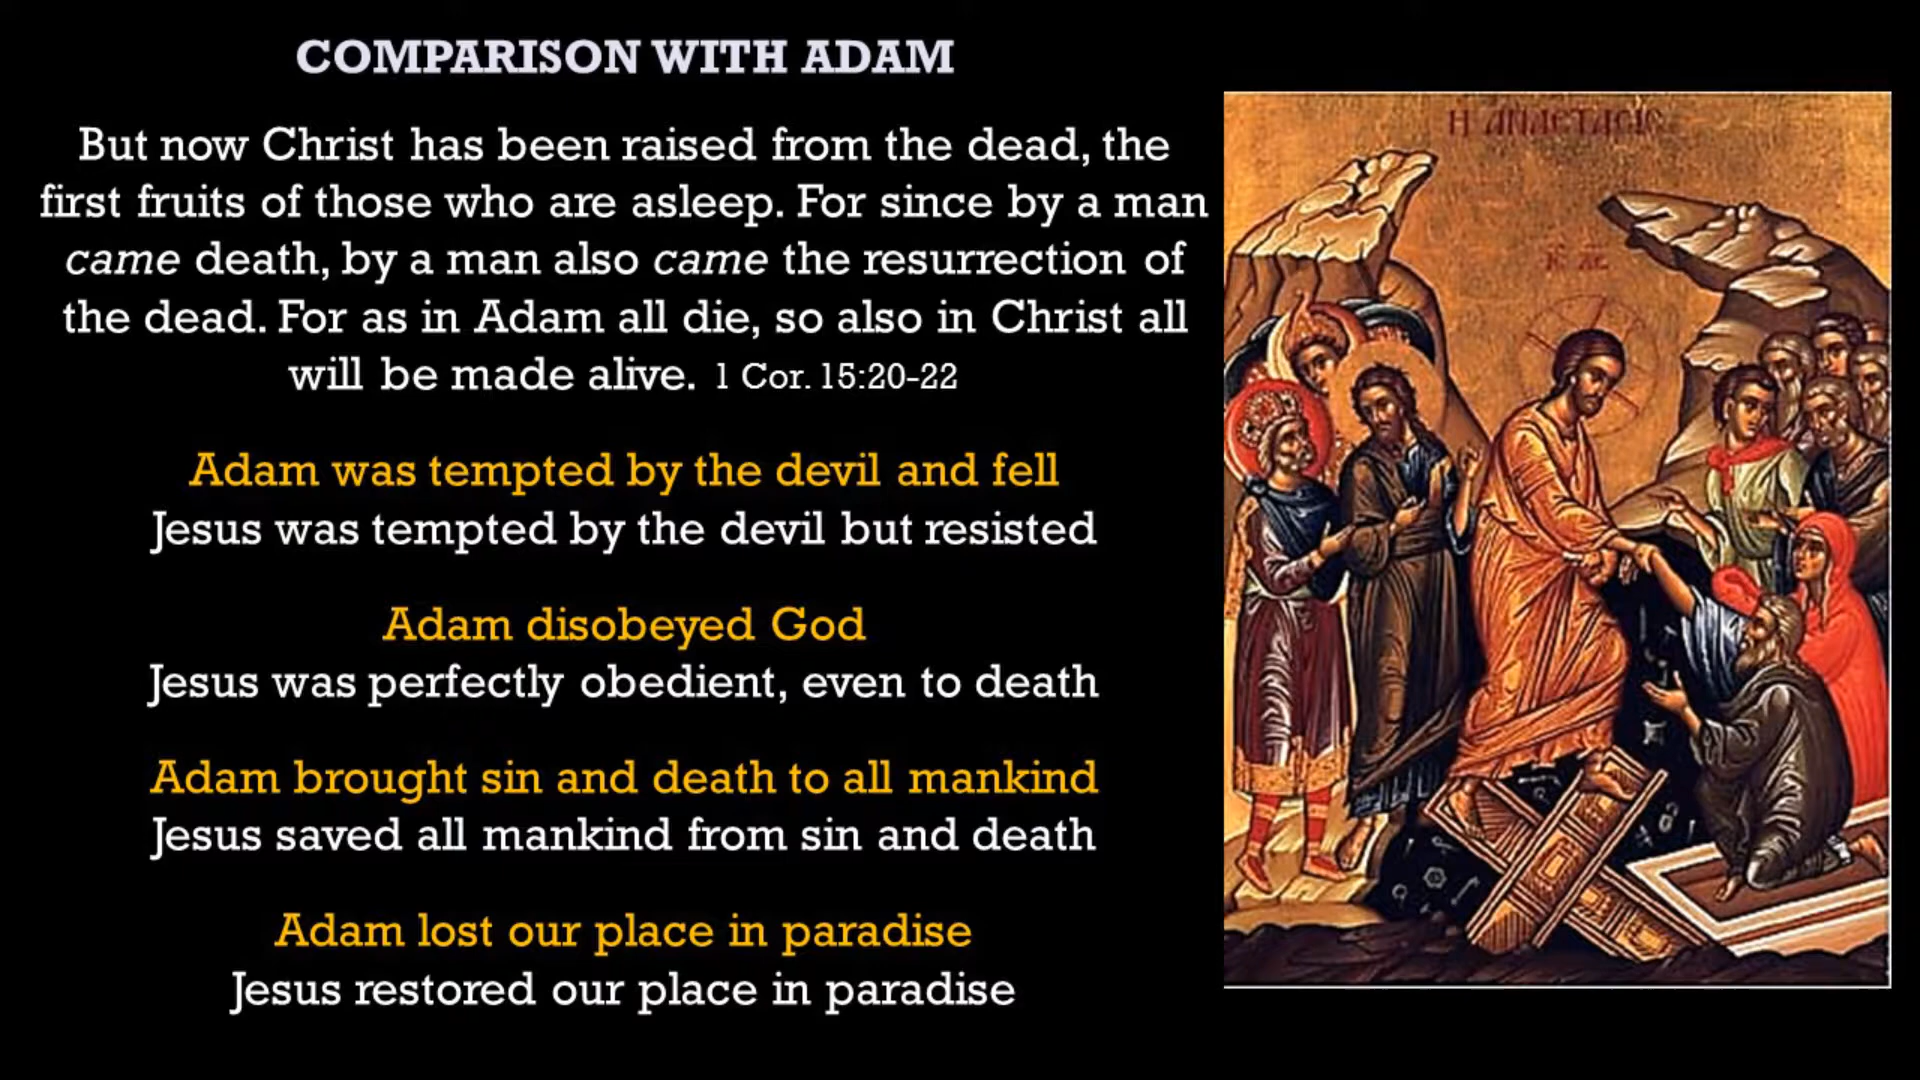 COMPARISON WITH ADAM
But now Christ has been raised from the dead, the
first fruits of those who are asleep. For since by a man
came death, by a man also came the resurrection of
the dead. For as in Adam all die, so also in Christ all
will be made alive. 1 Cor. 15:20-22
Adam was tempted by the devil and fell
Jesus was tempted by the devil but resisted
Adam disobeyed God
Jesus was perfectly obedient, even to death
Adam brought sin and death to all mankind
Jesus saved all mankind from sin and death
Adam lost our place in paradise
Jesus restored our place in paradise
Η ΑΝΑCΤΑCΙC